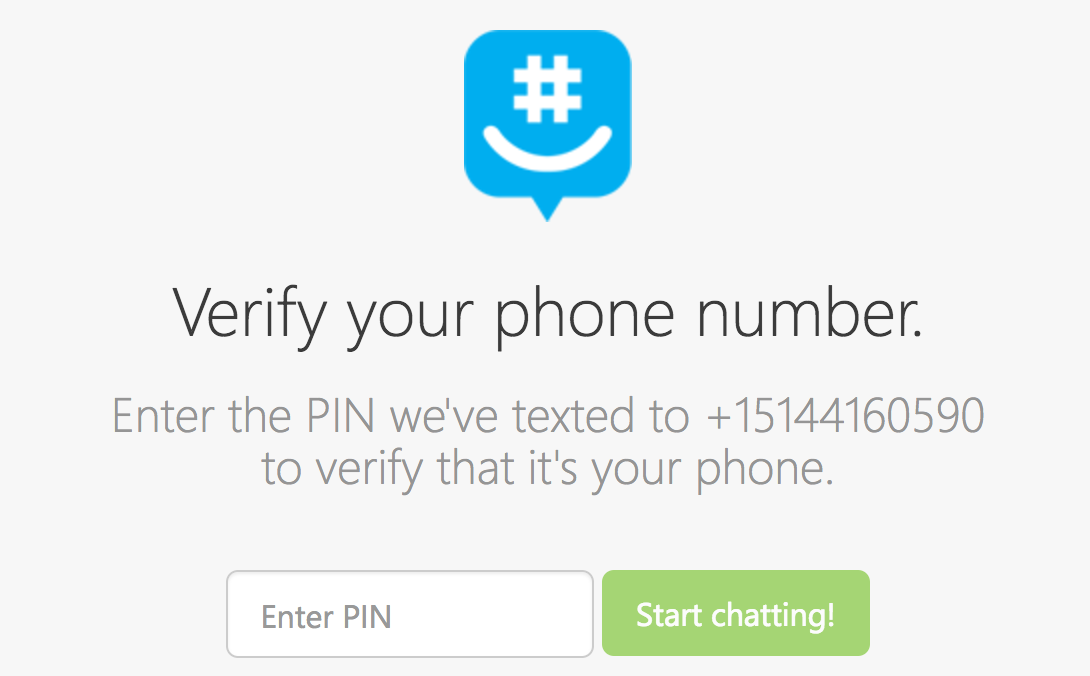 #
Verify your phone number.
Enter the PIN we've texted to +15144160590
to verify that it's your phone.
Enter PIN
Start chatting!